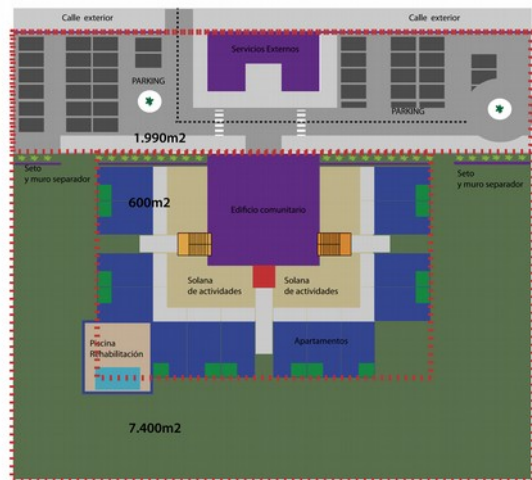 Calle exterior
Calle exterior
Servicios Externos
PARKING
PARKING
1.990m2
Seto
y muro separador
Seto
y muro separador
600m2
Edificio comunitario
Solana
de actividades
Solana
de actividades
Piscina
Rehabilitación
Apartamentos
7.400m2